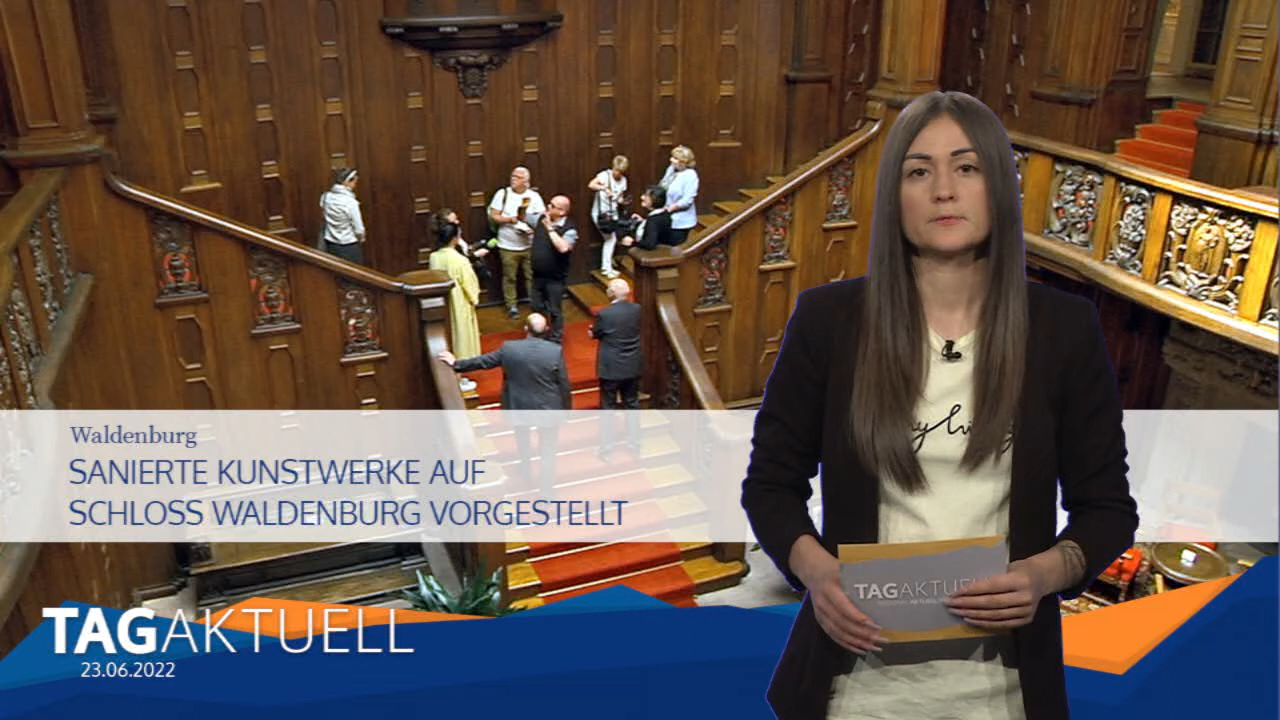 Waldenburg
SANIERTE KUNSTWERKE AUF
SCHLOSS WALDENBURG VORGESTELLT
TAGAKTUELL
23.06.2022
TAGAKTUELL